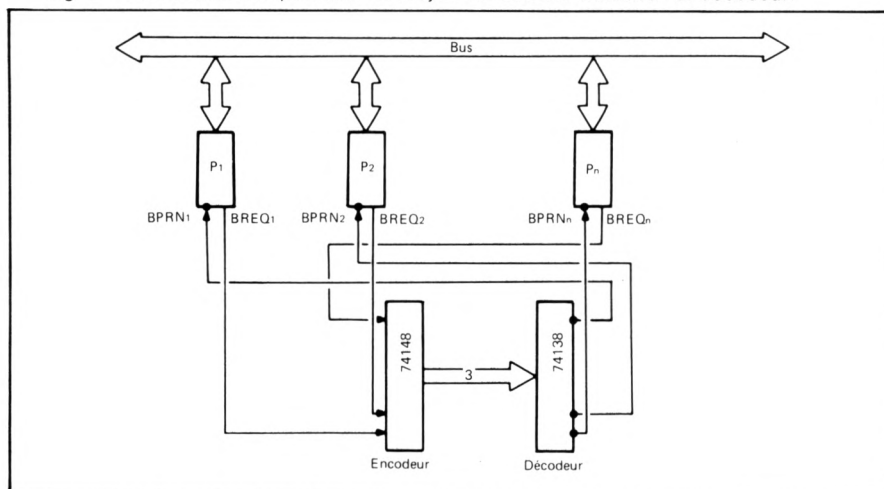 Bus
P1
P2
Pn
BPRN1
BREQ1
BPRN2
BREQ2
BPRNn
BREQn
74148
3
74138
Encodeur
Décodeur